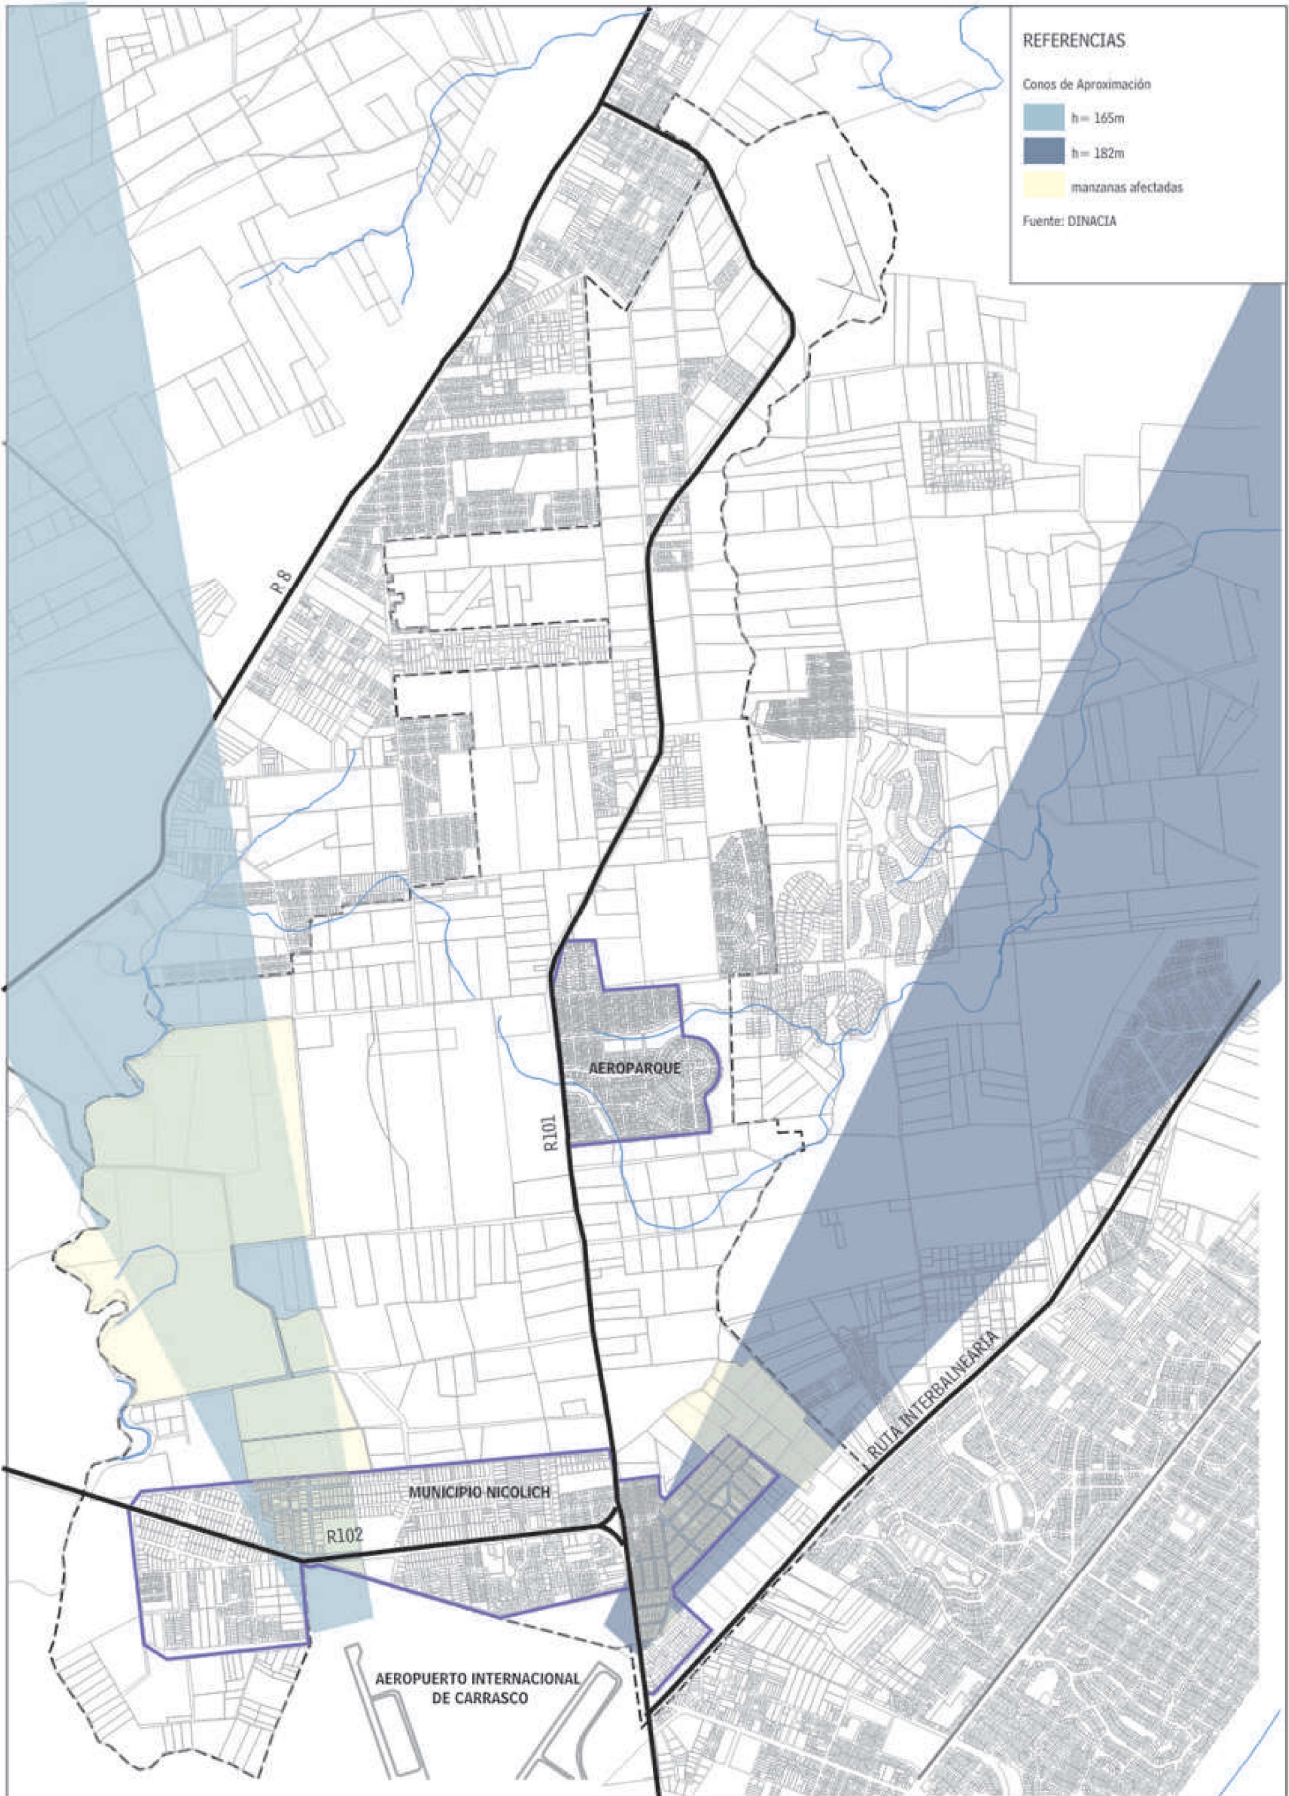 REFERENCIAS
Conos de Aproximación
h= 165m
h= 182m
manzanas afectadas
Fuente: DINACIA
R 8
AEROPARQUE
R101
RUTA INTERBALNEARIA
MUNICIPIO NICOLICH
R102
AEROPUERTO INTERNACIONAL
DE CARRASCO